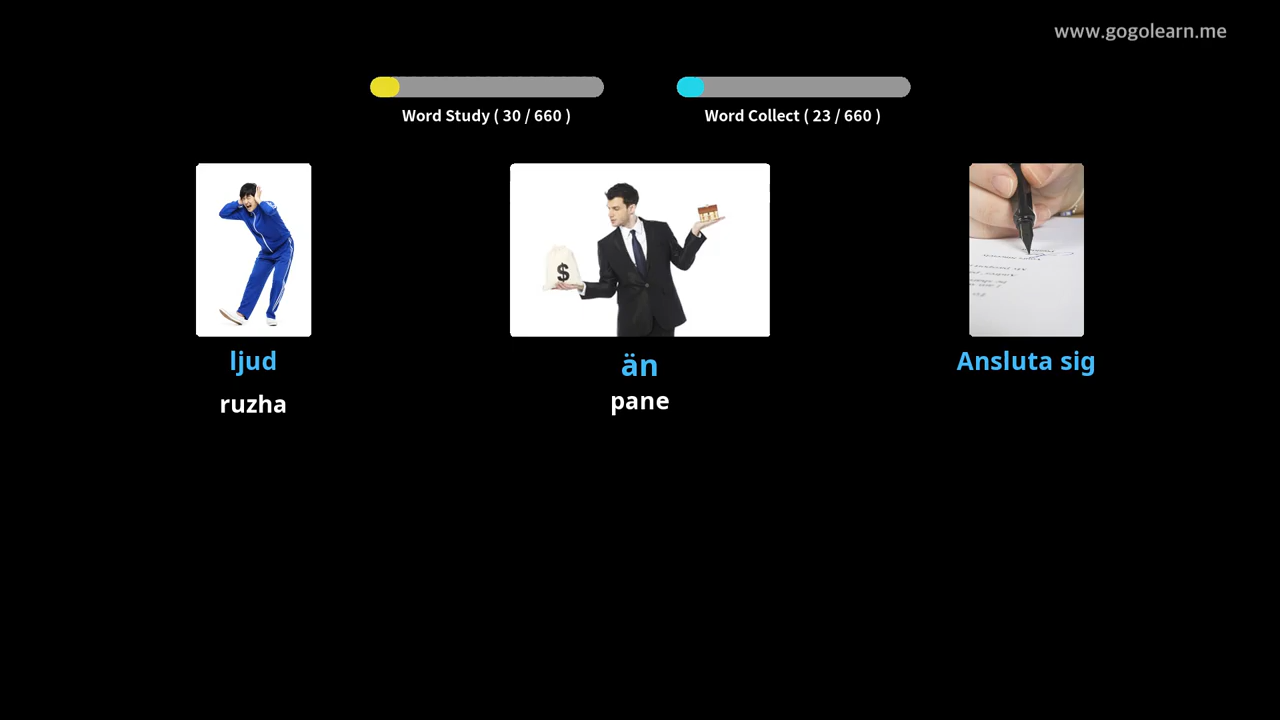 www.gogolearn.me
Word Study ( 30 / 660 )
Word Collect ( 23 / 660 )
$
ljud
än
Ansluta sig
ruzha
pane